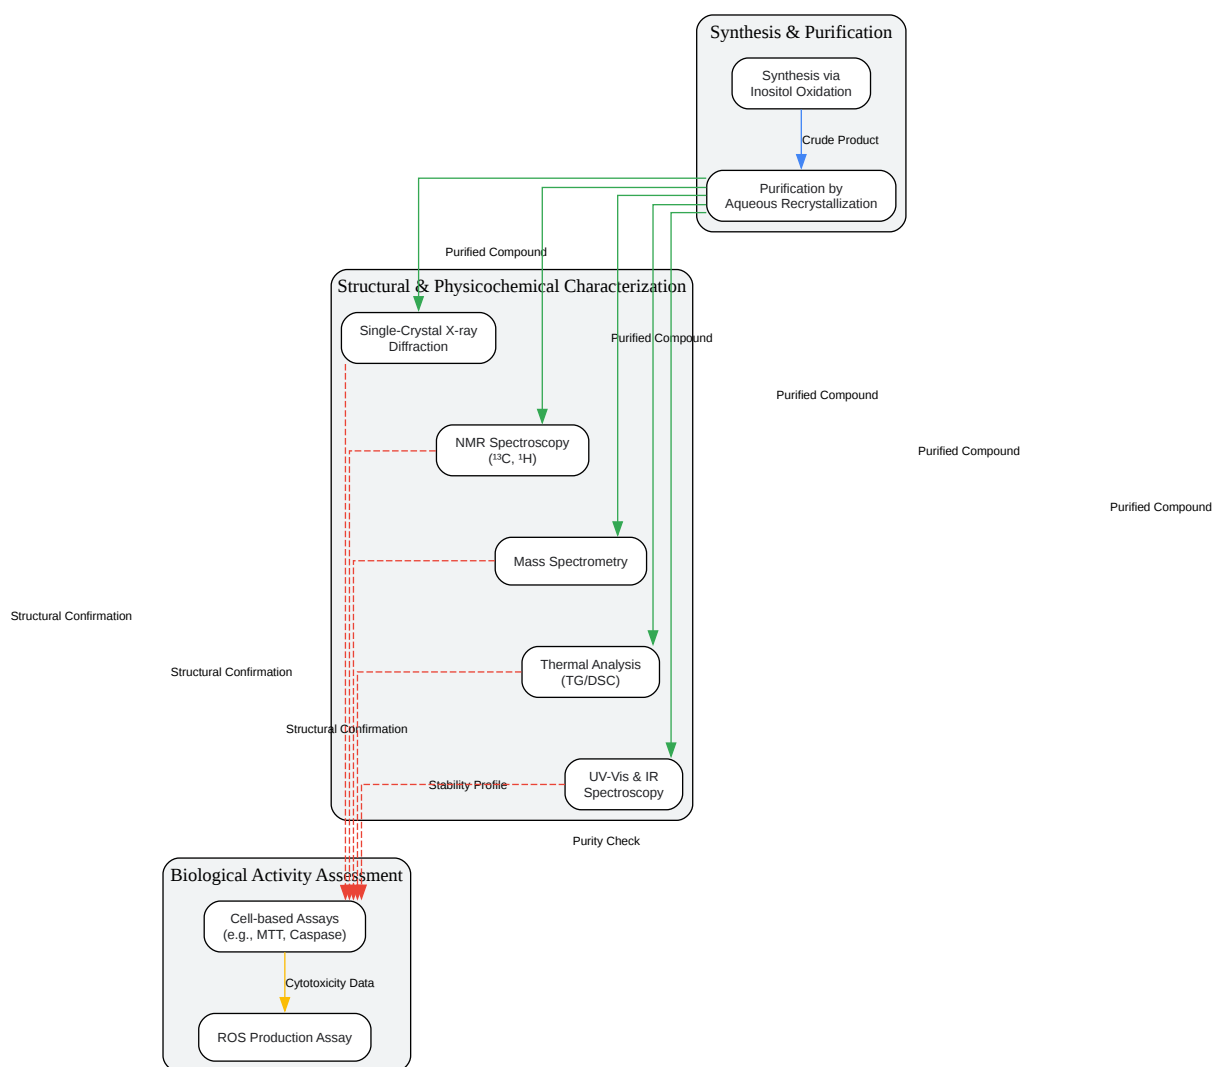 Synthesis & Purification
Synthesis via
Inositol Oxidation
Crude Product
Purification by
Aqueous Recrystallization
Purified Compound
Structural & Physicochemical Characterization
Single-Crystal X-ray
Diffraction
Purified Compound
Purified Compound
NMR Spectroscopy
(¹³C, ¹H)
Purified Compound
Purified Compound
Mass Spectrometry
Structural Confirmation
Thermal Analysis
(TG/DSC)
Structural Confirmation
Structural Confirmation
UV-Vis & IR
Spectroscopy
Stability Profile
Purity Check
Biological Activity Assessment
Cell-based Assays
(e.g., MTT, Caspase)
Cytotoxicity Data
ROS Production Assay